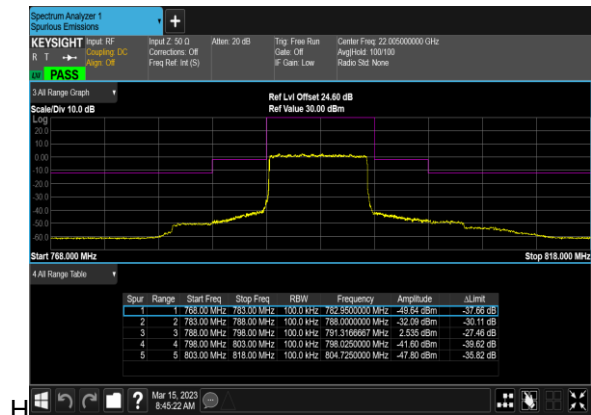 Spectrum Analyzer 1
Spurious Emissions
+
KEYSIGHT Input: RF Input Z: 50 Ω Atten: 20 dB Trig: Free Run Center Freq: 22.005000000 GHz
R T Coupling: DC Corrections: Off Gate: Off Avg|Hold: 100/100
Align: Off Freq Ref: Int (S) IF Gain: Low Radio Std: None
PASS
3 All Range Graph
Ref Lvl Offset 24.60 dB
Scale/Div 10.0 dB Ref Value 30.00 dBm
Log
20.0
10.0
0.00
-10.0
-20.0
-30.0
-40.0
-50.0
-60.0
Start 768.000 MHz Stop 818.000 MHz
4 All Range Table
Spur Range Start Freq Stop Freq RBW Frequency Amplitude ΔLimit
1 1 768.00 MHz 783.00 MHz 100.0 kHz 782.9500000 MHz -49.64 dBm -37.66 dB
2 2 783.00 MHz 788.00 MHz 100.0 kHz 788.0000000 MHz -32.09 dBm -30.11 dB
3 3 788.00 MHz 798.00 MHz 100.0 kHz 791.3166667 MHz 2.535 dBm -27.46 dB
4 4 798.00 MHz 803.00 MHz 100.0 kHz 798.0250000 MHz -41.60 dBm -39.62 dB
5 5 803.00 MHz 818.00 MHz 100.0 kHz 804.7250000 MHz -47.80 dBm -35.82 dB
H
? Mar 15, 2023
8:45:22 AM